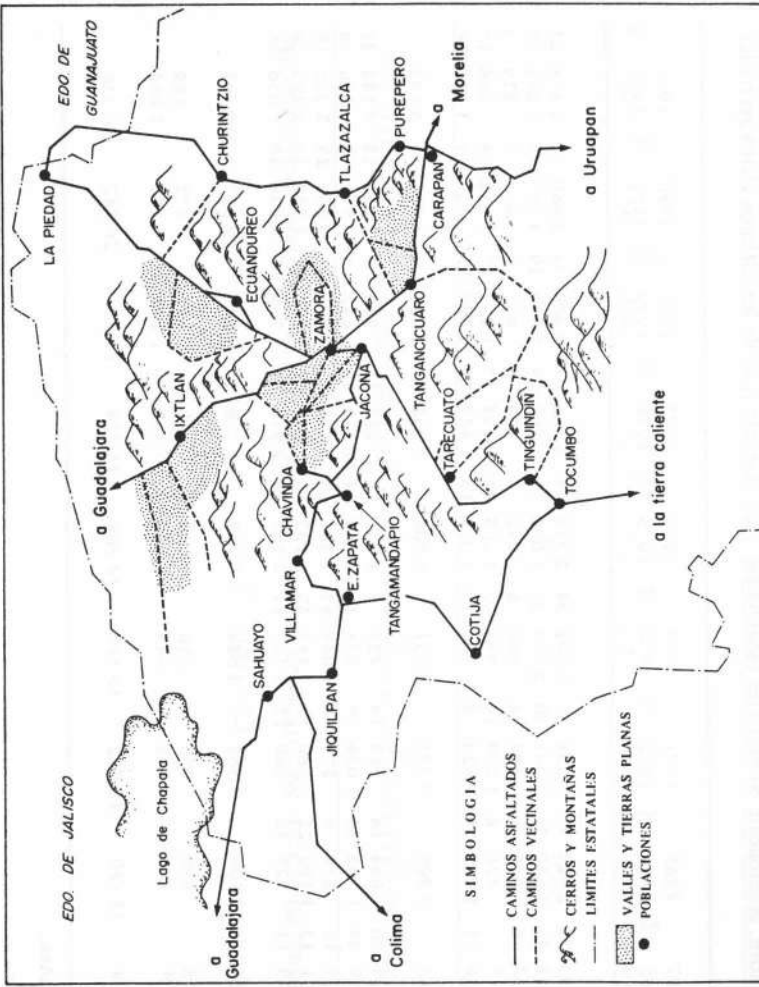 EDO. DE JALISCO
Lago de Chapala
EDO. DE
GUANAJUATO
a Guadalajara
LA PIEDAD
IXTLAN
CHURINTZIO
ECUANDUREO
SAHUAYO
VILLAMAR
CHAVINDA
ZAMORA
TLAZAZALCA
a
Guadalajara
JIQUILPAN
E. ZAPATA
JACONA
PUREPERO
a
Morelia
TANGAMANDAPIO
TANGANCICUARO
CARAPAN
a
Colima
COTIJA
TARECUATO
TINGUINDIN
TOCUMBO
a Uruapan
a la tierra caliente
SIMBOLOGIA
CAMINOS ASFALTADOS
CAMINOS VECINALES
CERROS Y MONTAÑAS
LIMITES ESTATALES
VALLES Y TIERRAS PLANAS
POBLACIONES